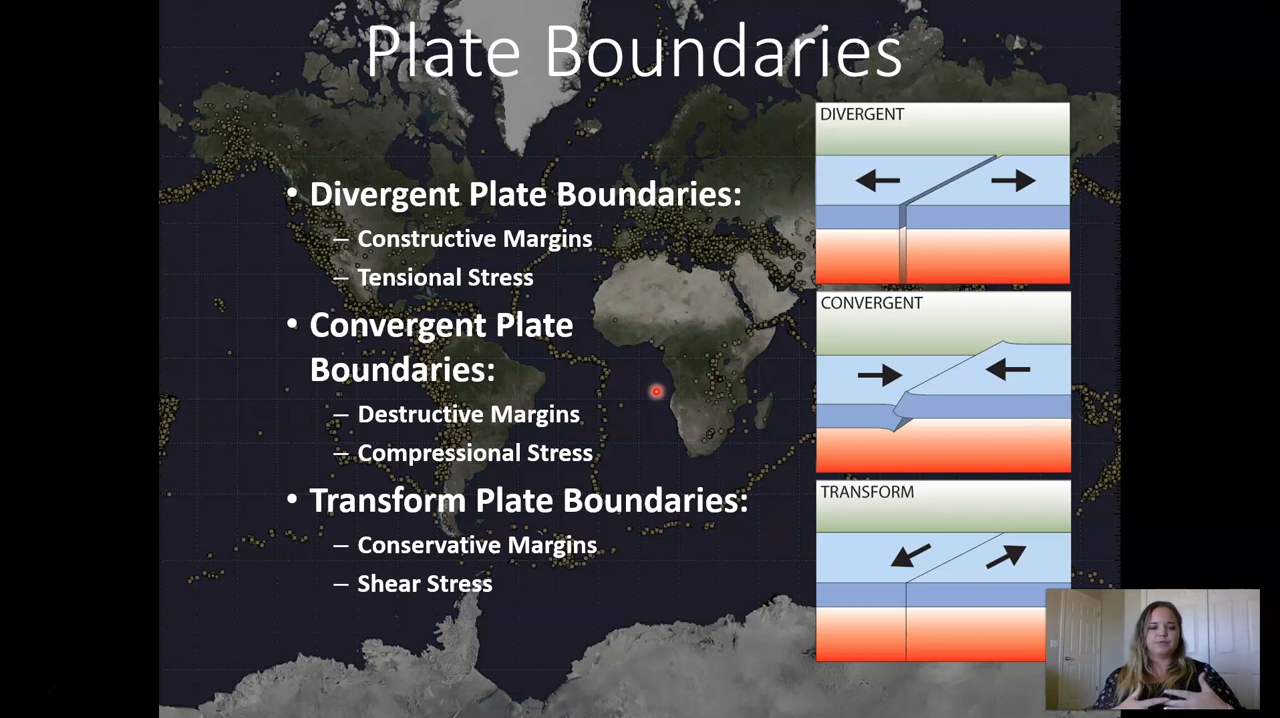 Plate Boundaries
• Divergent Plate Boundaries:
– Constructive Margins
– Tensional Stress
• Convergent Plate
Boundaries:
– Destructive Margins
– Compressional Stress
• Transform Plate Boundaries:
– Conservative Margins
– Shear Stress
DIVERGENT
CONVERGENT
TRANSFORM